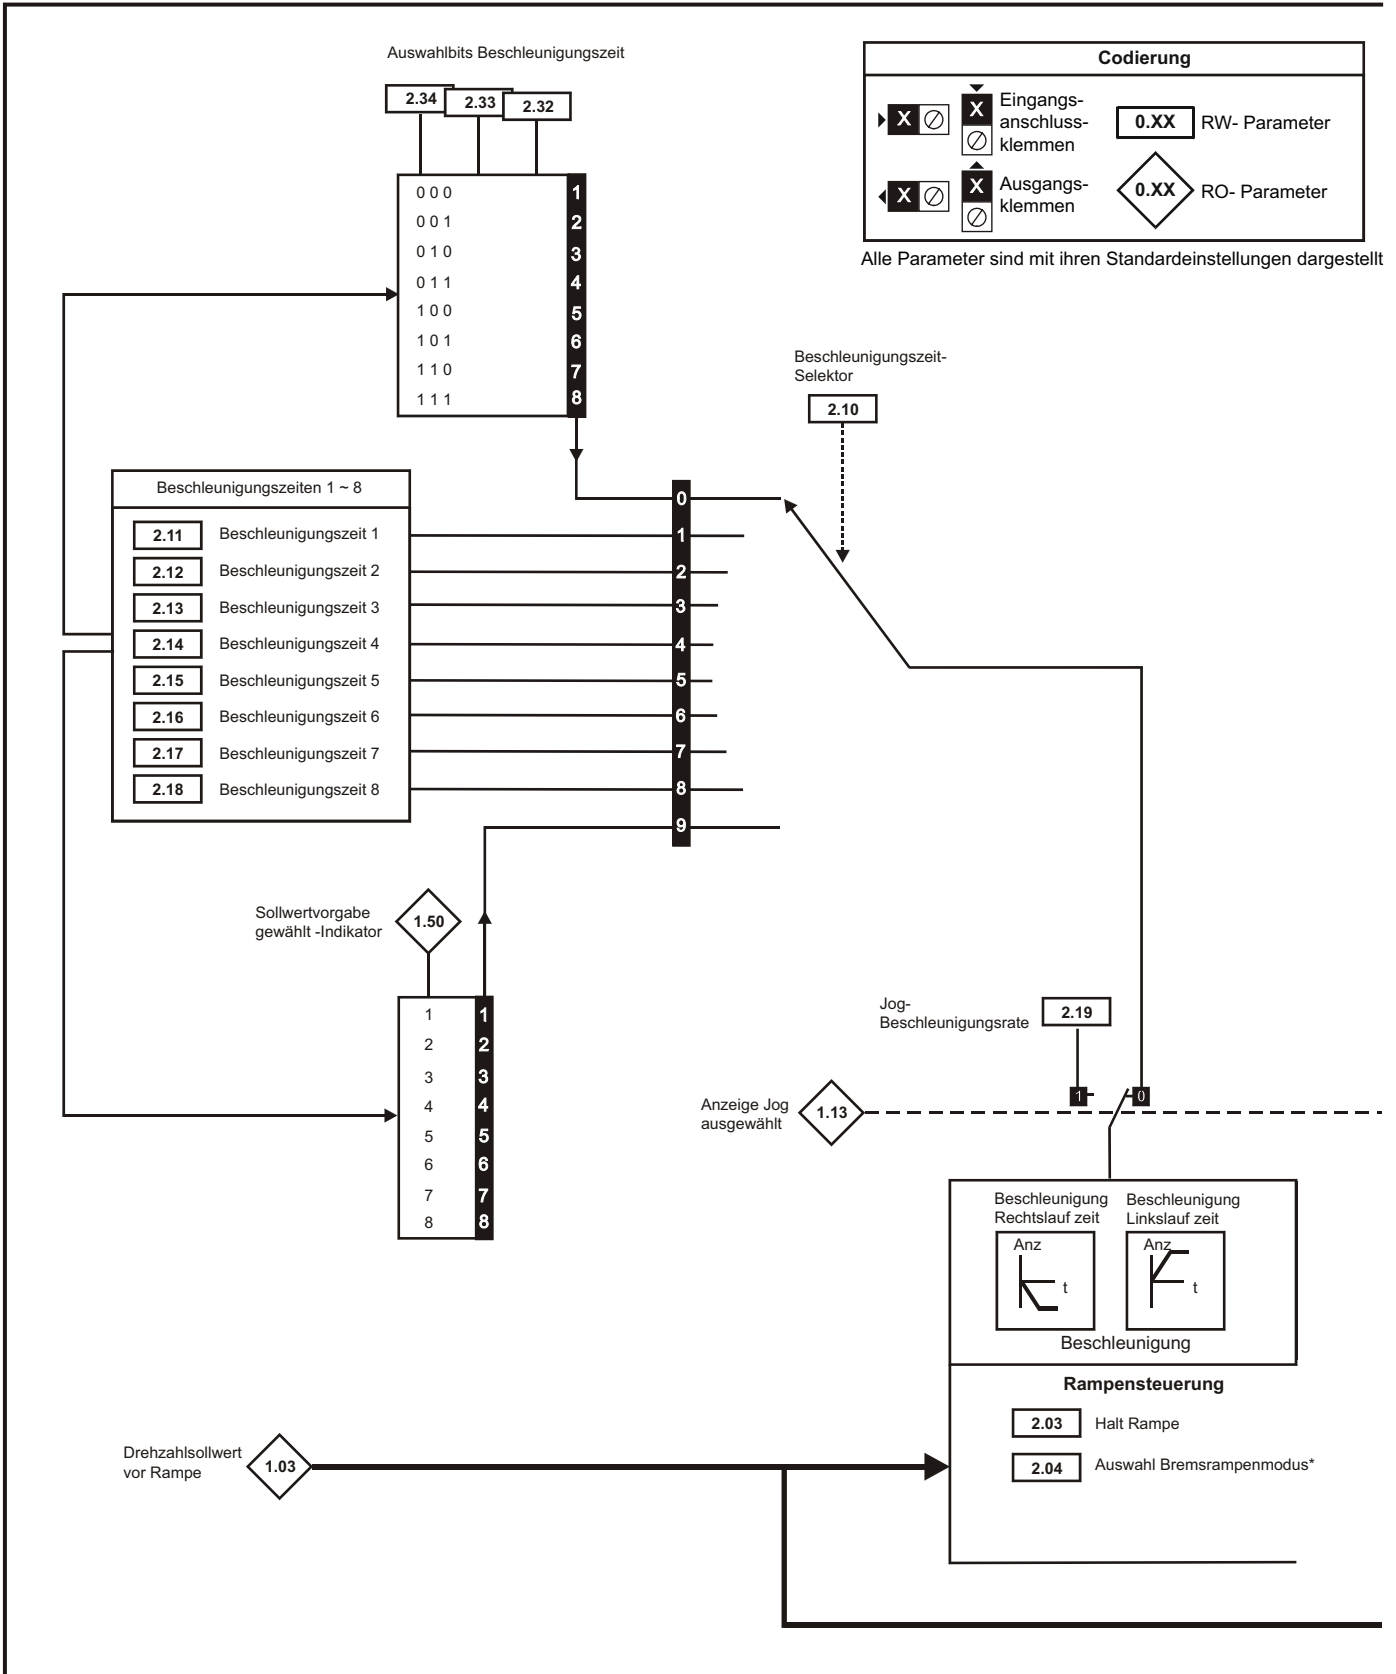 Auswahlbits Beschleunigungszeit
2.34 2.33 2.32
0 0 0 1
0 0 1 2
0 1 0 3
0 1 1 4
1 0 0 5
1 0 1 6
1 1 0 7
1 1 1 8
Codierung
X
X
Eingangs-
anschluss-
klemmen
0.XX RW- Parameter
X
X
Ausgangs-
klemmen
0.XX RO- Parameter
Alle Parameter sind mit ihren Standardeinstellungen dargestellt
Beschleunigungszeit-
Selektor
2.10
Beschleunigungszeiten 1 ~ 8
2.11 Beschleunigungszeit 1
2.12 Beschleunigungszeit 2
2.13 Beschleunigungszeit 3
2.14 Beschleunigungszeit 4
2.15 Beschleunigungszeit 5
2.16 Beschleunigungszeit 6
2.17 Beschleunigungszeit 7
2.18 Beschleunigungszeit 8
0
1
2
3
4
5
6
7
8
9
Sollwertvorgabe
gewählt -Indikator
1.50
1 1
2 2
3 3
4 4
5 5
6 6
7 7
8 8
Jog-
Beschleunigungsrate
2.19
1 0
Anzeige Jog
ausgewählt
1.13
Beschleunigung
Rechtslauf zeit
Anz
t
Beschleunigung
Linkslauf zeit
Anz
t
Beschleunigung
Rampensteuerung
2.03 Halt Rampe
2.04 Auswahl Bremsrampenmodus*
Drehzahlsollwert
vor Rampe
1.03